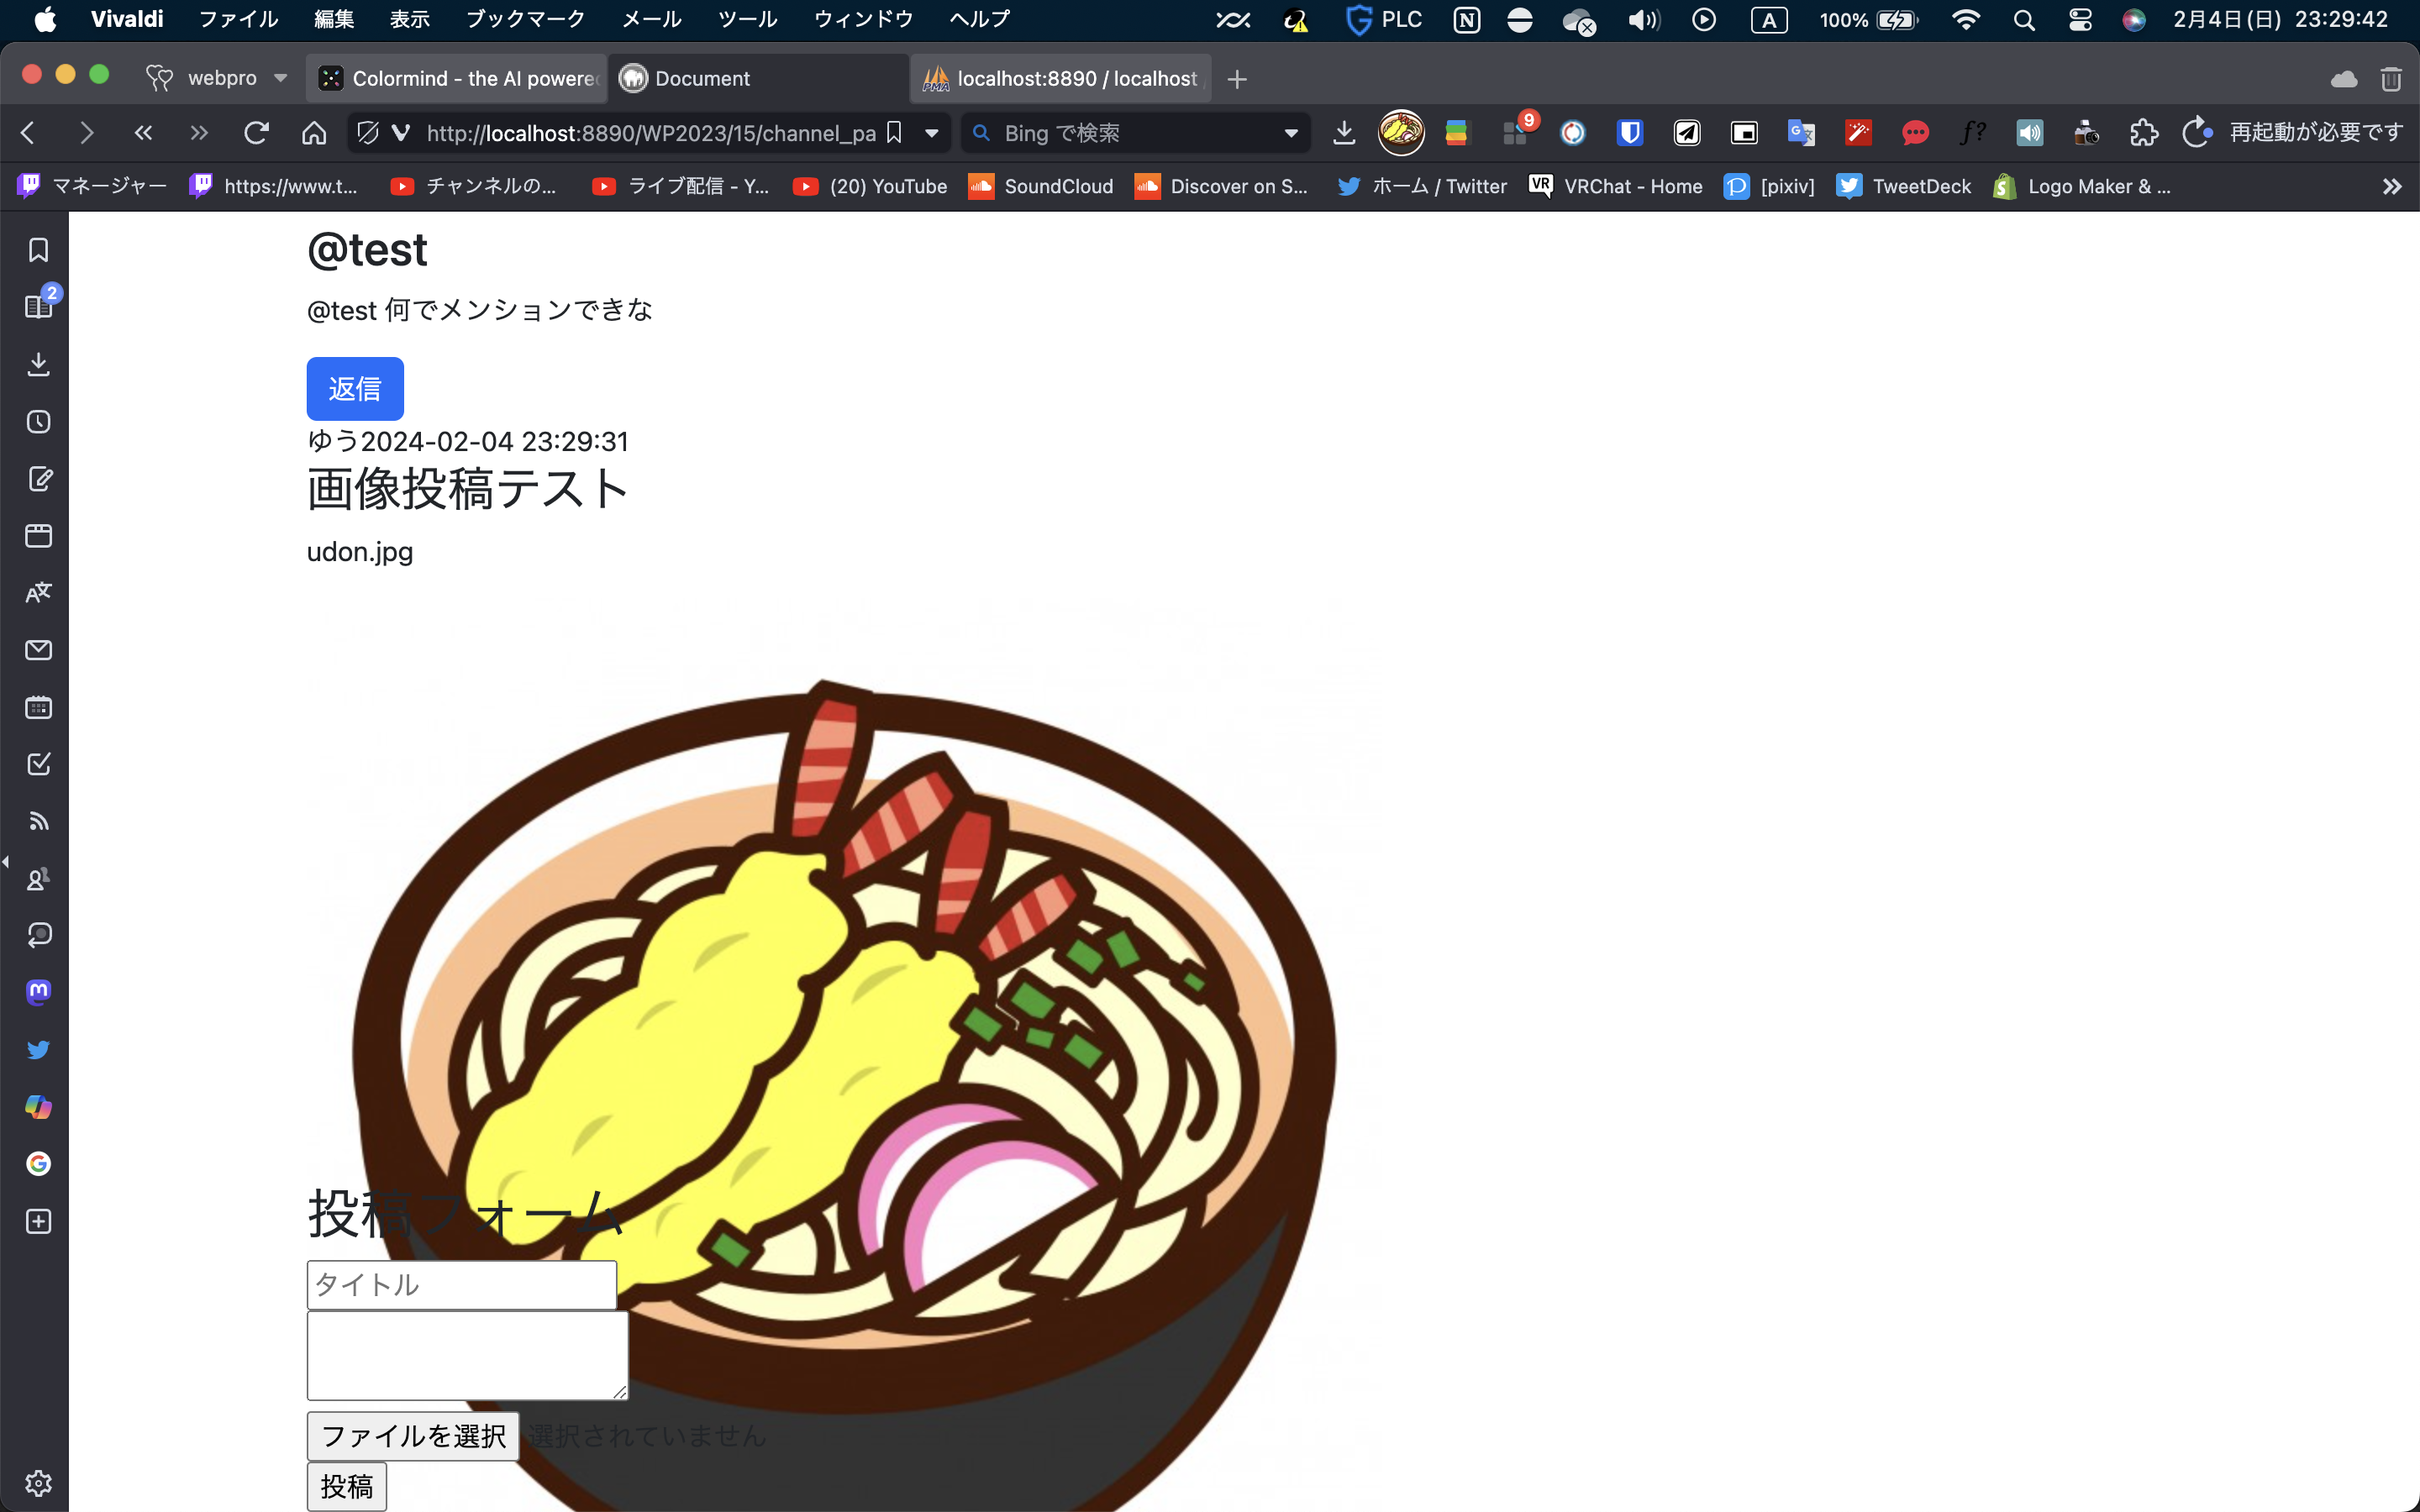 Vivaldi ファイル 編集 表示 ブックマーク メール ツール ウィンドウ ヘルプ PLC N A 100% 2月4日(日) 23:29:42
webpro Colormind - the AI powere Document localhost:8890 / localhost
http://localhost:8890/WP2023/15/channel_pa Bing で検索 9 f? 再起動が必要です
マネージャー https://www.t... チャンネルの... ライブ配信 - Y... (20) YouTube SoundCloud Discover on S... ホーム / Twitter VRChat - Home [pixiv] TweetDeck Logo Maker & ...
2
@test
@test 何でメンションできな
返信
ゆう2024-02-04 23:29:31
画像投稿テスト
udon.jpg
投稿フォーム
タイトル
ファイルを選択 選択されていません
投稿